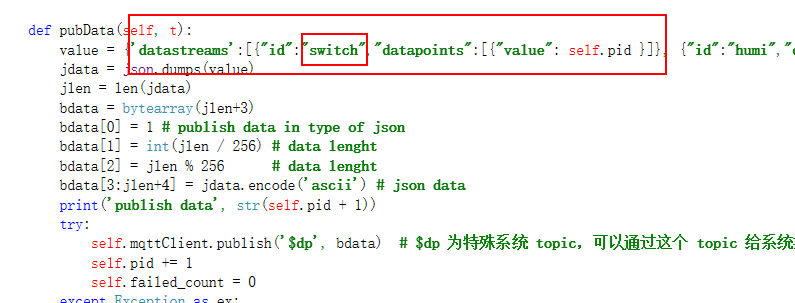 def pubData(self, t):
value = {'datastreams':[{"id":"switch","datapoints":[{"value": self.pid }]}, {"id":"humi","
jdata = json.dumps(value)
jlen = len(jdata)
bdata = bytearray(jlen+3)
bdata[0] = 1 # publish data in type of json
bdata[1] = int(jlen / 256) # data lenght
bdata[2] = jlen % 256 # data lenght
bdata[3:jlen+4] = jdata.encode('ascii') # json data
print('publish data', str(self.pid + 1))
try:
self.mqttClient.publish('$dp', bdata) # $dp 为特殊系统 topic，可以通过这个 topic 给系统
self.pid += 1
self.failed_count = 0
except Exception as ex: